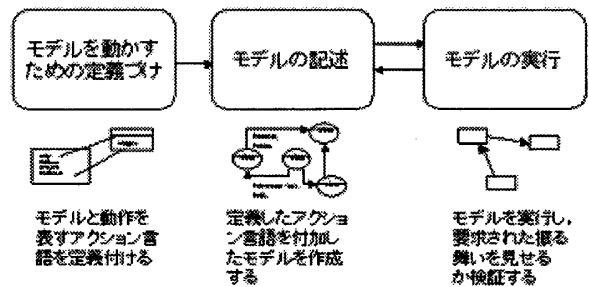 モデルを動かす
ための定義づけ
モデルの記述
モデルの実行
モデルと動作を
表すアクション言
語を定義付ける
定義したアクショ
ン言語を付加し
たモデルを作成
する
モデルを実行し,
要求された振る
舞いを見せる
か検証する